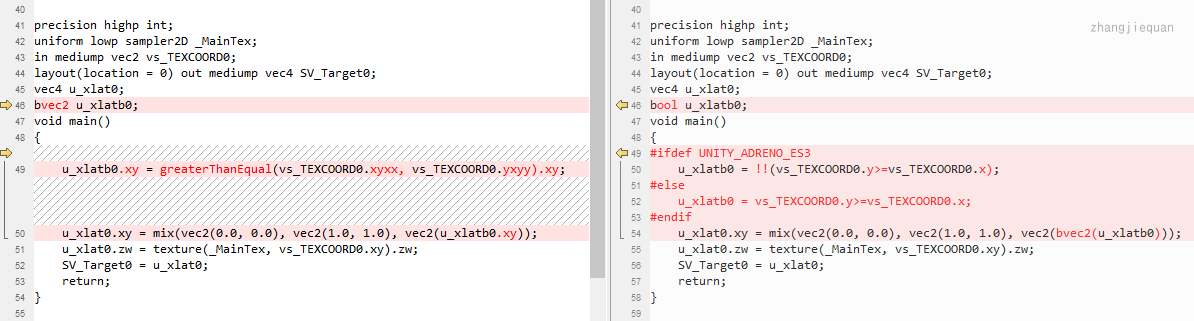 40
41 precision highp int;
42 uniform lowp sampler2D _MainTex;
43 in mediump vec2 vs_TEXCOORD0;
44 layout(location = 0) out mediump vec4 SV_Target0;
45 vec4 u_xlat0;
46 bvec2 u_xlatb0;
47 void main()
48 {
49     u_xlatb0.xy = greaterThanEqual(vs_TEXCOORD0.xyxx, vs_TEXCOORD0.yxyy).xy;
50     u_xlat0.xy = mix(vec2(0.0, 0.0), vec2(1.0, 1.0), vec2(u_xlatb0.xy));
51     u_xlat0.zw = texture(_MainTex, vs_TEXCOORD0.xy).zw;
52     SV_Target0 = u_xlat0;
53     return;
54 }
55
40
41 precision highp int;
zhangjiequan
42 uniform lowp sampler2D _MainTex;
43 in mediump vec2 vs_TEXCOORD0;
44 layout(location = 0) out mediump vec4 SV_Target0;
45 vec4 u_xlat0;
46 bool u_xlatb0;
47 void main()
48 {
49 #ifdef UNITY_ADRENO_ES3
50     u_xlatb0 = !!(vs_TEXCOORD0.y>=vs_TEXCOORD0.x);
51 #else
52     u_xlatb0 = vs_TEXCOORD0.y>=vs_TEXCOORD0.x;
53 #endif
54     u_xlat0.xy = mix(vec2(0.0, 0.0), vec2(1.0, 1.0), vec2(bvec2(u_xlatb0)));
55     u_xlat0.zw = texture(_MainTex, vs_TEXCOORD0.xy).zw;
56     SV_Target0 = u_xlat0;
57     return;
58 }
59